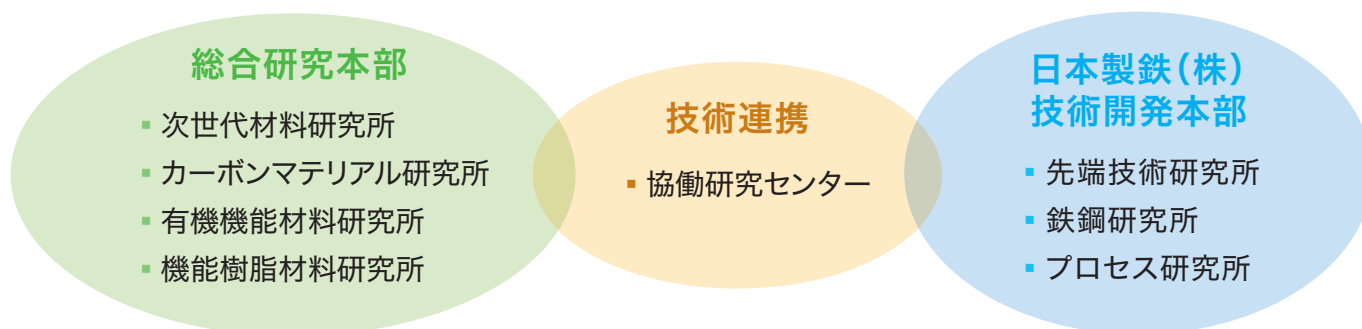 総合研究本部
▪ 次世代材料研究所
▪ カーボンマテリアル研究所
▪ 有機機能材料研究所
▪ 機能樹脂材料研究所
技術連携
▪ 協働研究センター
日本製鉄(株)
技術開発本部
▪ 先端技術研究所
▪ 鉄鋼研究所
▪ プロセス研究所